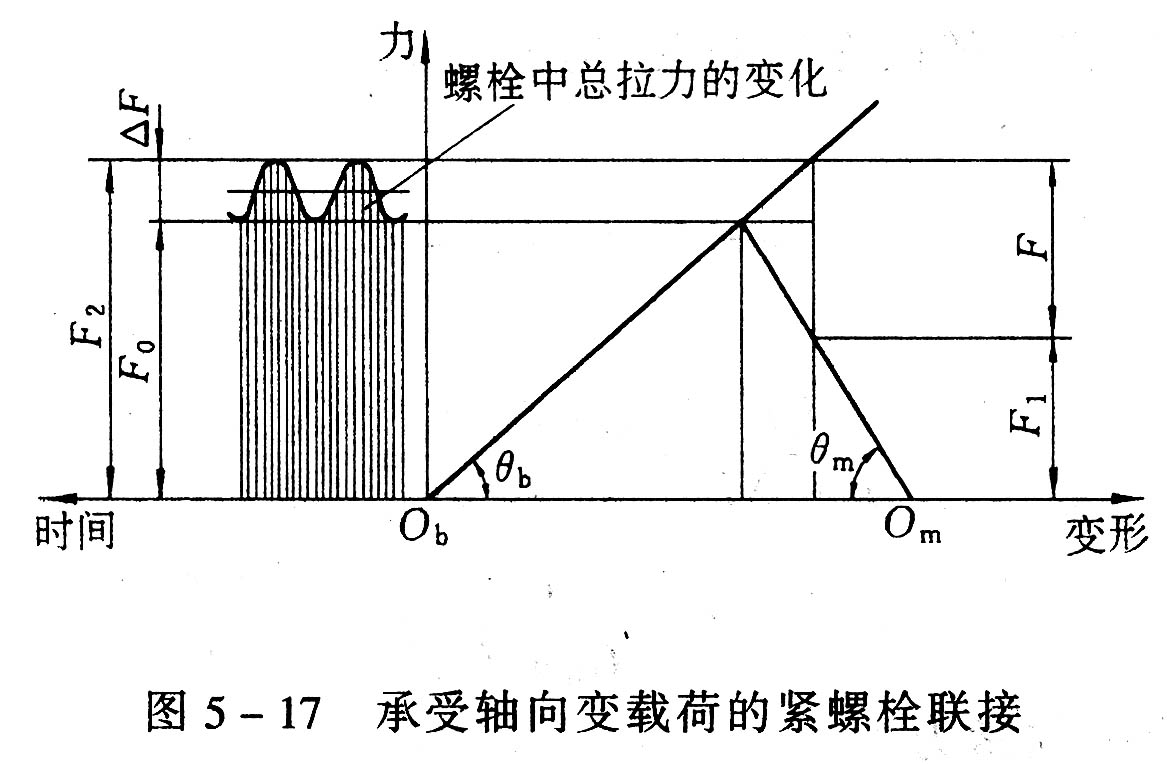 力
螺栓中总拉力的变化
ΔF
F₂
F₀
F
F₁
θb
θm
时间
Ob
Om
变形
图 5-17 承受轴向变载荷的紧螺栓联接